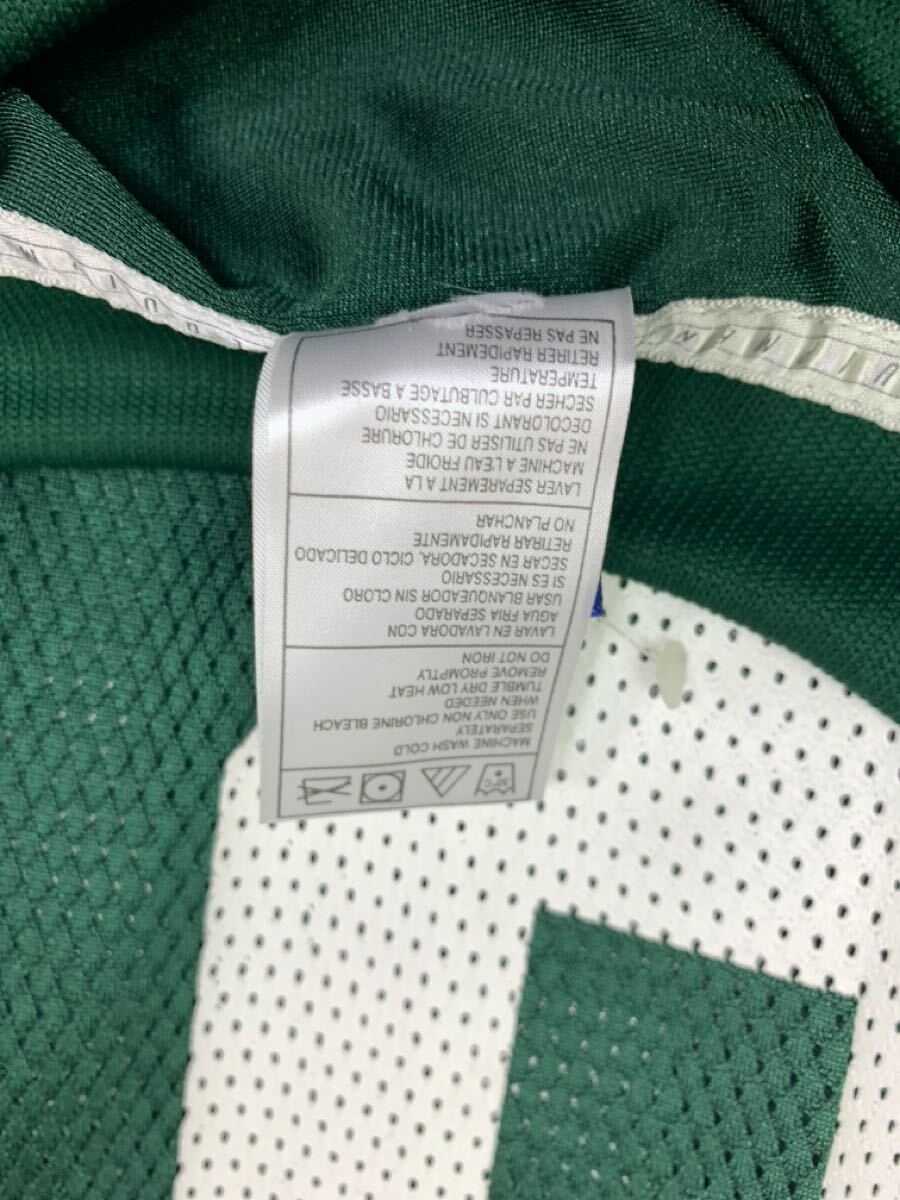 30°C
MACHINE WASH COLD
SEPARATELY
USE ONLY NON CHLORINE BLEACH
WHEN NEEDED
TUMBLE DRY LOW HEAT
REMOVE PROMPTLY
DO NOT IRON
LAVAR EN LAVADORA CON
AGUA FRIA SEPARADO
USAR BLANQUEADOR SIN CLORO
SI ES NECESSARIO
SECAR EN SECADORA, CICLO DELICADO
RETIRAR RAPIDAMENTE
NO PLANCHAR
LAVER SEPAREMENT A LA
MACHINE A L'EAU FROIDE
NE PAS UTILISER DE CHLORURE
DECOLORANT SI NECESSARIO
SECHER PAR CULBUTAGE A BASSE
TEMPERATURE
RETIRER RAPIDEMENT
NE PAS REPASSER